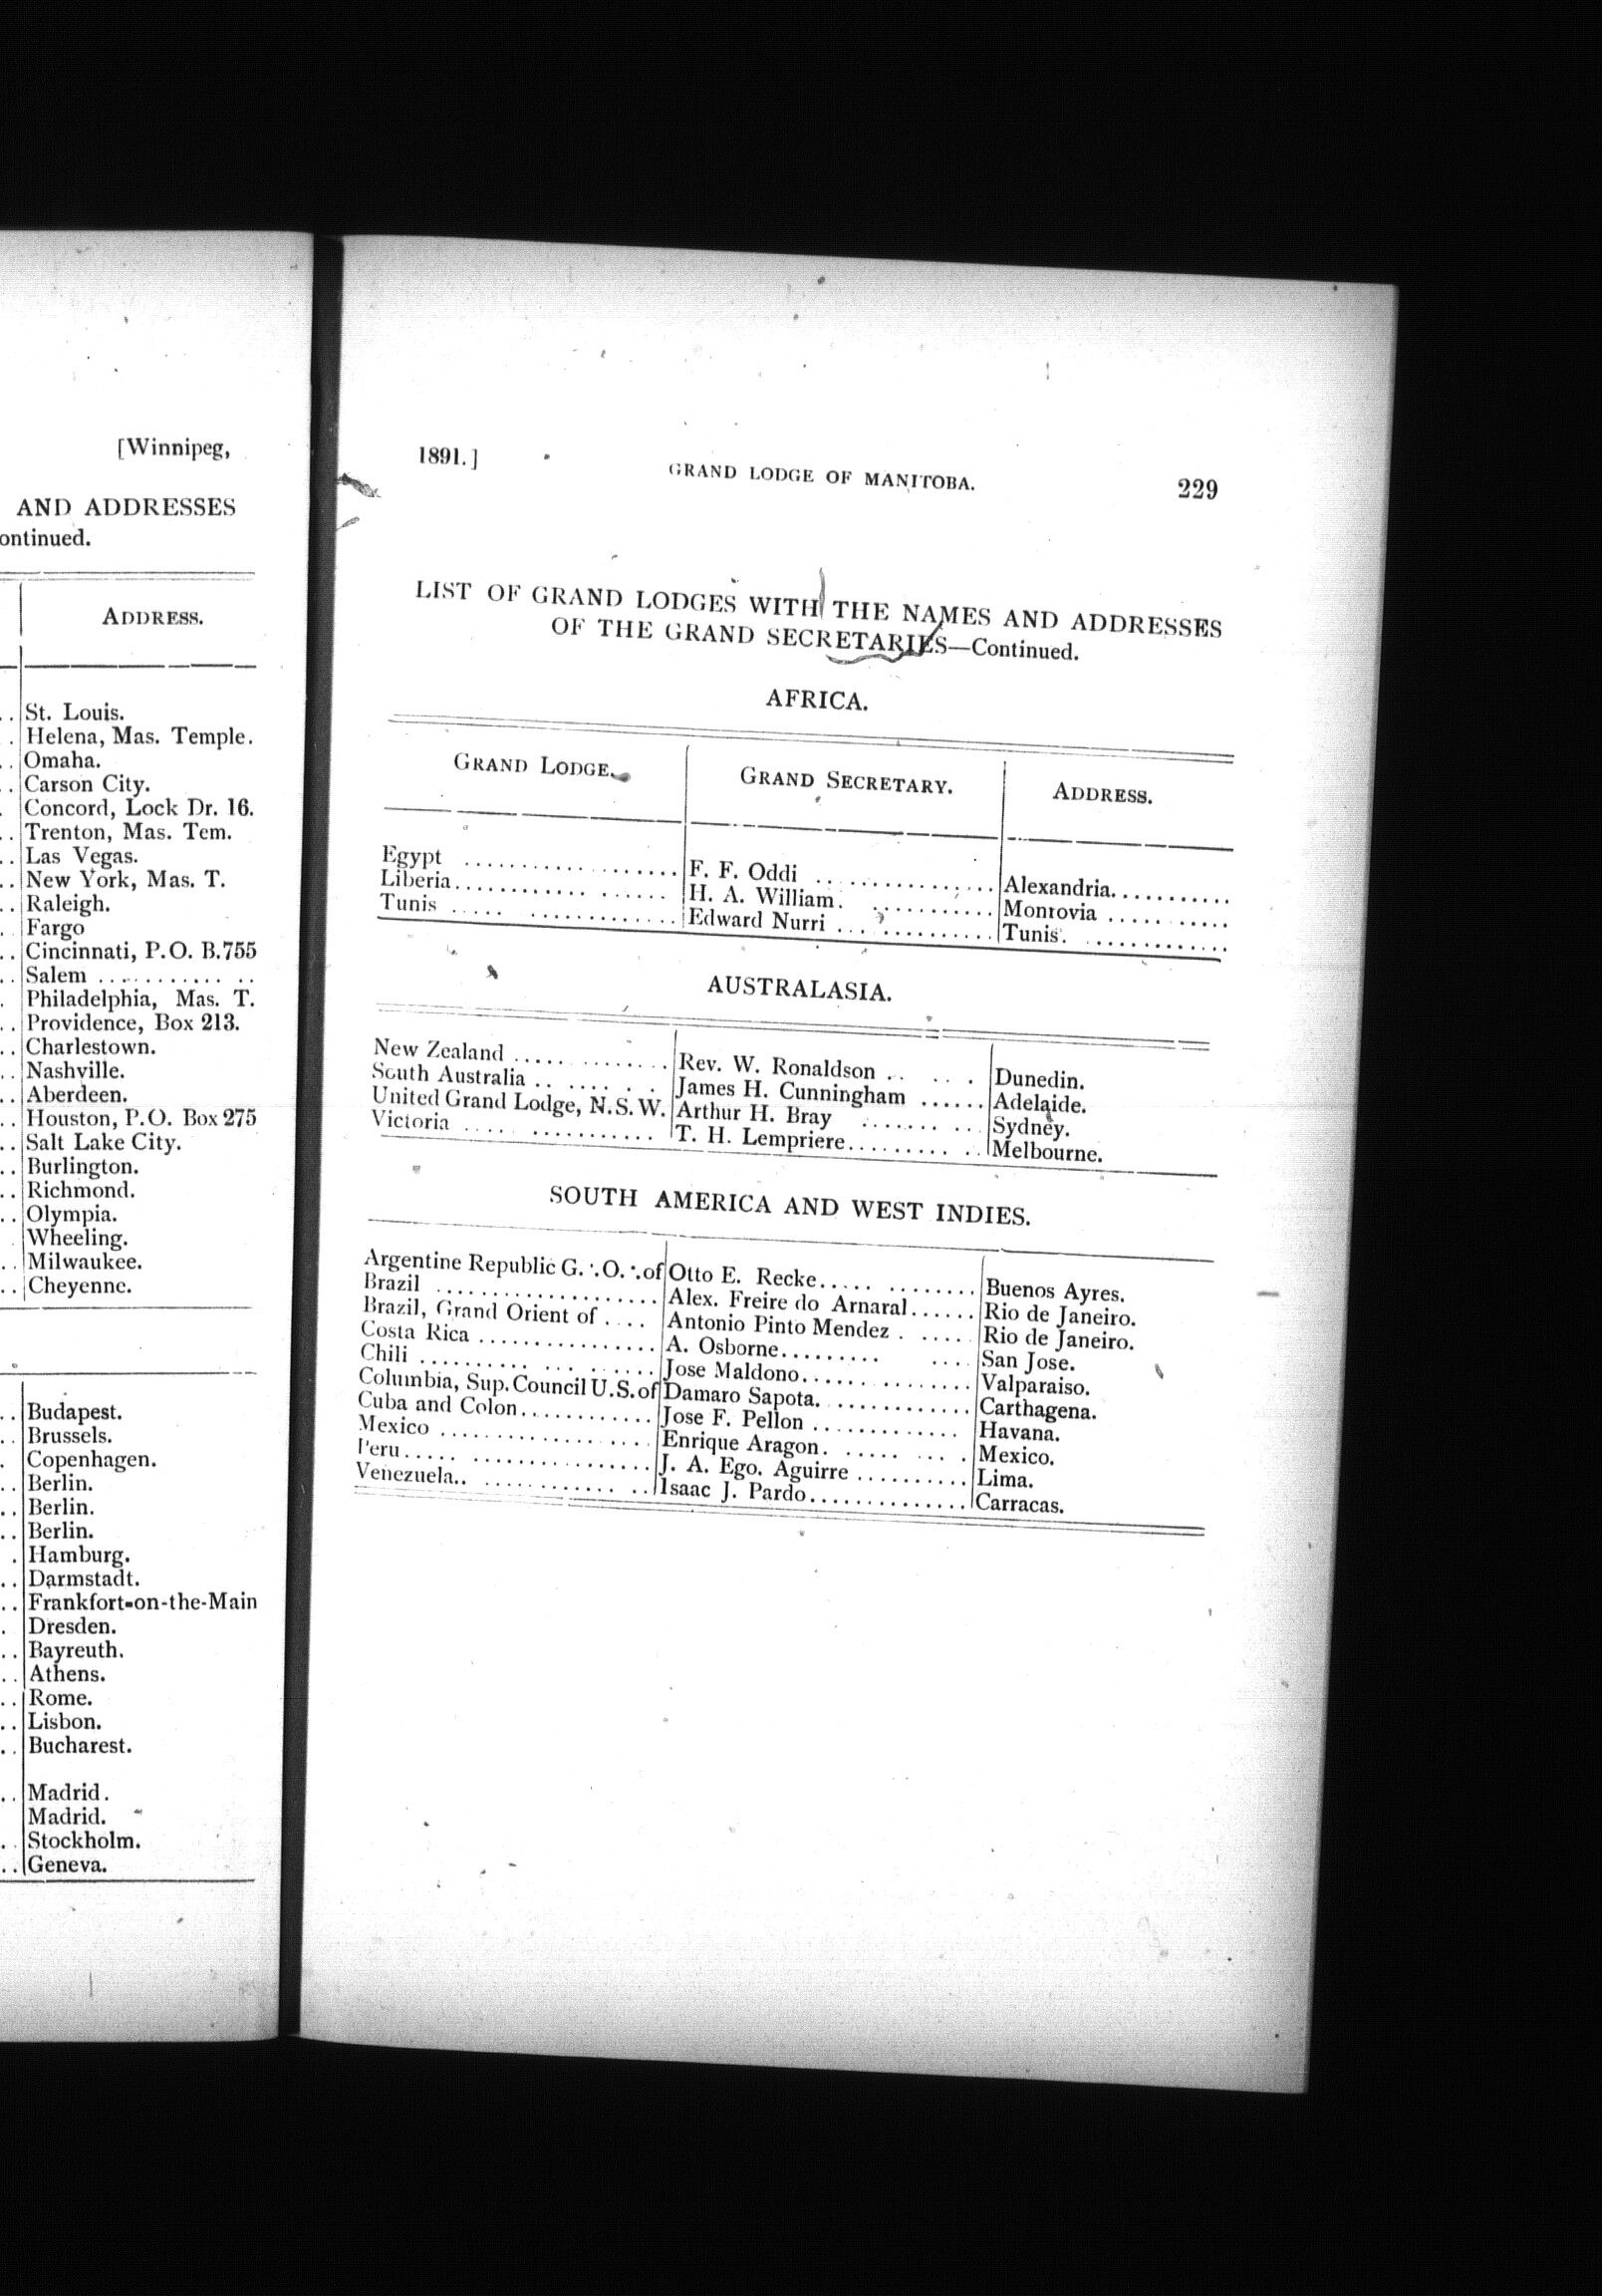 [Winnipeg,
AND ADDRESSES
ontinued.
ADDRESS.
St. Louis.
Helena, Mas. Temple.
Omaha.
Carson City.
Concord, Lock Dr. 16.
Trenton, Mas. Tem.
Las Vegas.
New York, Mas. T.
Raleigh.
Fargo
Cincinnati, P.O. B.755
Salem
Philadelphia, Mas. T.
Providence, Box 213.
Charlestown.
Nashville.
Aberdeen.
Houston, P.O. Box 275
Salt Lake City.
Burlington.
Richmond.
Olympia.
Wheeling.
Milwaukee.
Cheyenne.
Budapest.
Brussels.
Copenhagen.
Berlin.
Berlin.
Berlin.
Hamburg.
Darmstadt.
Frankfort-on-the-Main
Dresden.
Bayreuth.
Athens.
Rome.
Lisbon.
Bucharest.
Madrid.
Madrid.
Stockholm.
Geneva.
1891.] GRAND LODGE OF MANITOBA. 229
LIST OF GRAND LODGES WITH THE NAMES AND ADDRESSES
OF THE GRAND SECRETARIES—Continued.
AFRICA.
GRAND LODGE. GRAND SECRETARY. ADDRESS.
Egypt F. F. Oddi Alexandria.
Liberia H. A. William. Monrovia
Tunis Edward Nurri Tunis.
AUSTRALASIA.
New Zealand Rev. W. Ronaldson Dunedin.
South Australia James H. Cunningham Adelaide.
United Grand Lodge, N.S.W. Arthur H. Bray Sydney.
Victoria T. H. Lempriere Melbourne.
SOUTH AMERICA AND WEST INDIES.
Argentine Republic G.∴O.∴of Otto E. Recke Buenos Ayres.
Brazil Alex. Freire do Arnaral Rio de Janeiro.
Brazil, Grand Orient of Antonio Pinto Mendez Rio de Janeiro.
Costa Rica A. Osborne San Jose.
Chili Jose Maldono Valparaiso.
Columbia, Sup. Council U.S. of Damaro Sapota. Carthagena.
Cuba and Colon Jose F. Pellon Havana.
Mexico Enrique Aragon. Mexico.
Peru J. A. Ego. Aguirre Lima.
Venezuela Isaac J. Pardo Carracas.